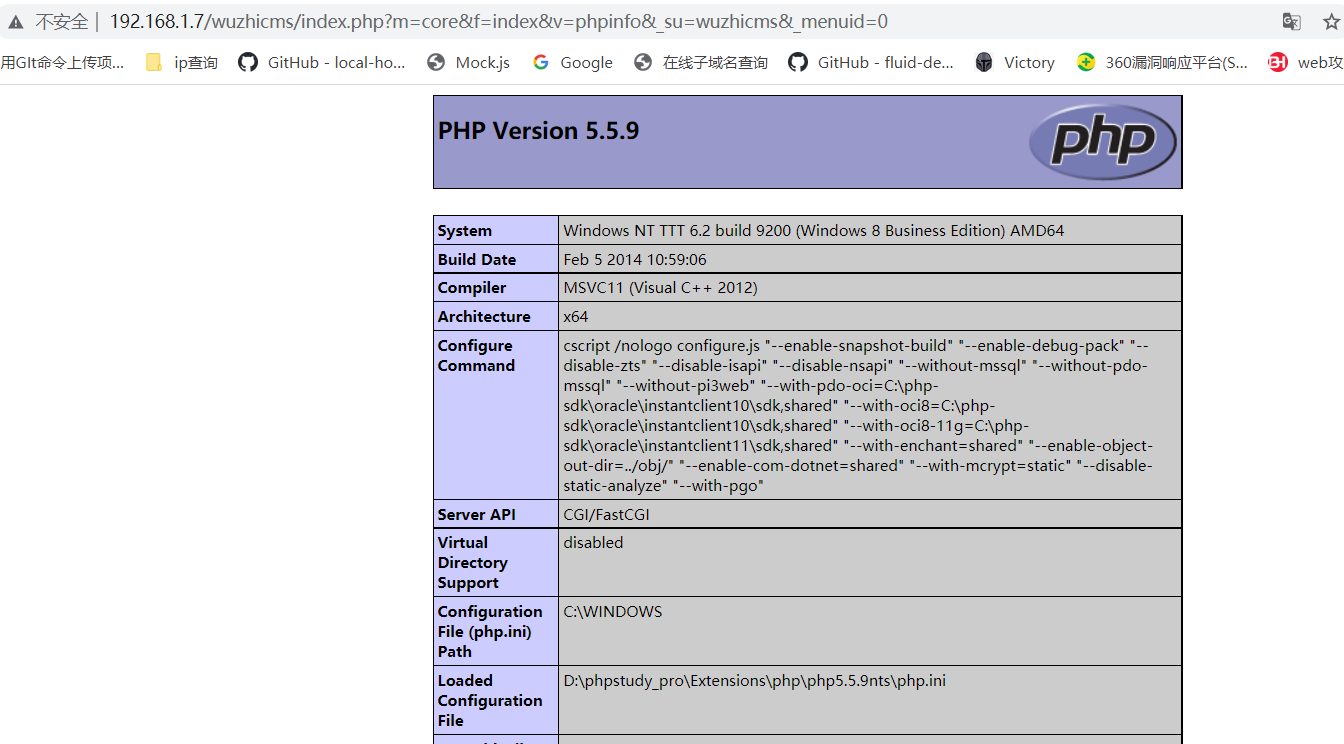 不安全 | 192.168.1.7/wuzhicms/index.php?m=core&f=index&v=phpinfo&_su=wuzhicms&_menuid=0
用GIt命令上传项... ip查询 GitHub - local-ho... Mock.js Google 在线子域名查询 GitHub - fluid-de... Victory 360漏洞响应平台(S... web攻
PHP Version 5.5.9
php
System Windows NT TTT 6.2 build 9200 (Windows 8 Business Edition) AMD64
Build Date Feb 5 2014 10:59:06
Compiler MSVC11 (Visual C++ 2012)
Architecture x64
Configure cscript /nologo configure.js "--enable-snapshot-build" "--enable-debug-pack" "--
Command disable-zts" "--disable-isapi" "--disable-nsapi" "--without-mssql" "--without-pdo-
mssql" "--without-pi3web" "--with-pdo-oci=C:\php-
sdk\oracle\instantclient10\sdk,shared" "--with-oci8=C:\php-
sdk\oracle\instantclient10\sdk,shared" "--with-oci8-11g=C:\php-
sdk\oracle\instantclient11\sdk,shared" "--with-enchant=shared" "--enable-object-
out-dir=../obj/" "--enable-com-dotnet=shared" "--with-mcrypt=static" "--disable-
static-analyze" "--with-pgo"
Server API CGI/FastCGI
Virtual disabled
Directory
Support
Configuration C:\WINDOWS
File (php.ini)
Path
Loaded D:\phpstudy_pro\Extensions\php\php5.5.9nts\php.ini
Configuration
File